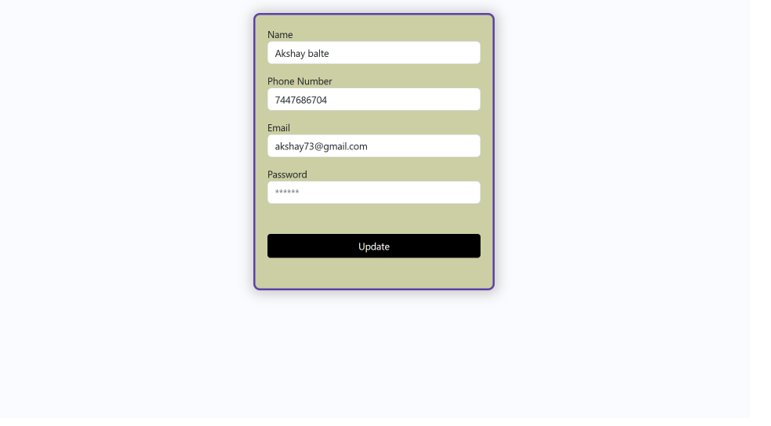 Name
Akshay balte
Phone Number
7447686704
Email
akshay73@gmail.com
Password
******
Update